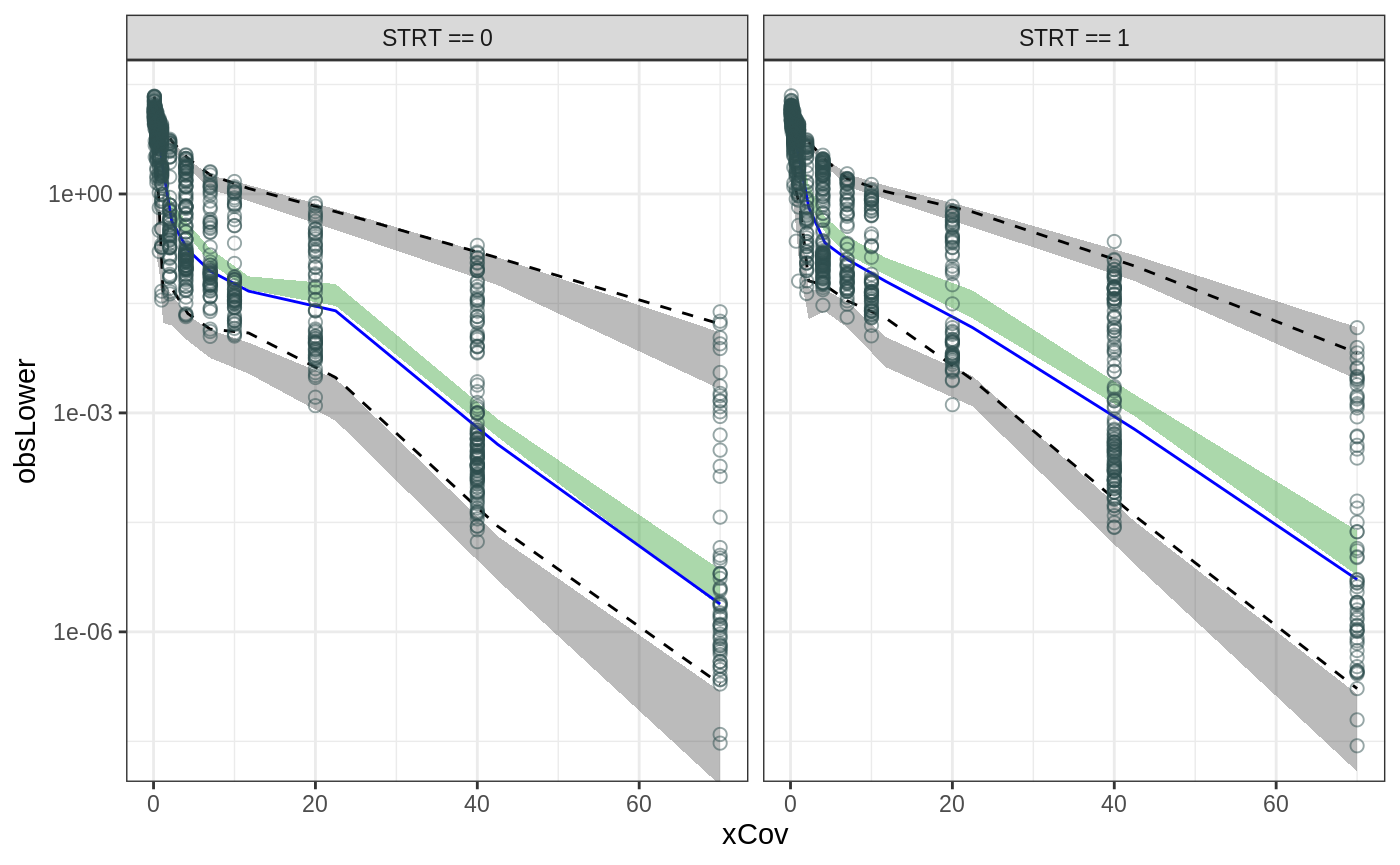 STRT == 0
STRT == 1
1e+00
1e-03
1e-06
obsLower
0 20 40 60
0 20 40 60
xCov